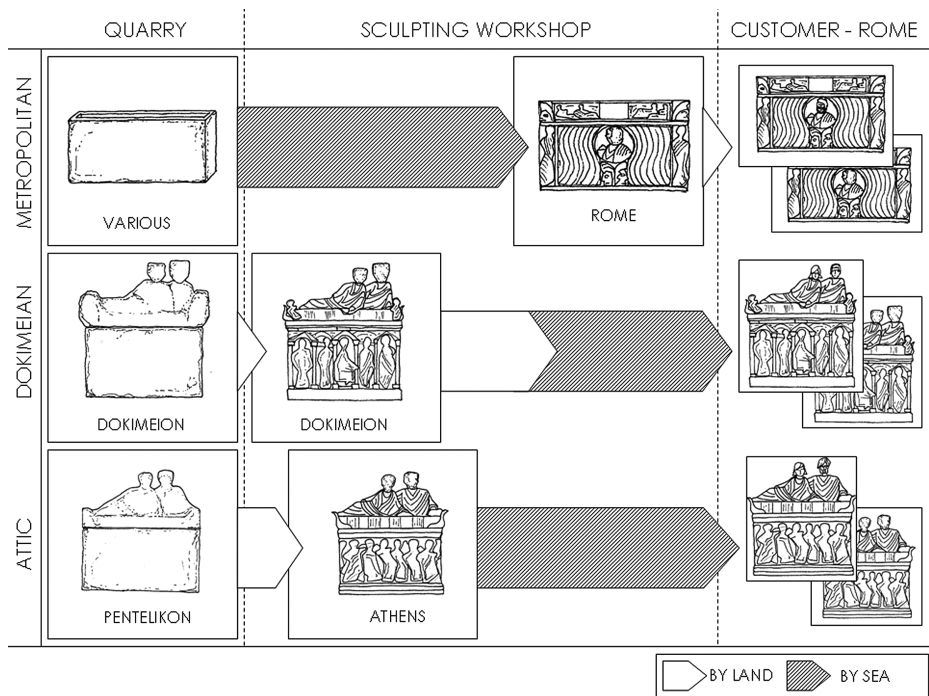 QUARRY
SCULPTING WORKSHOP
CUSTOMER - ROME
METROPOLITAN
VARIOUS
ROME
DOKIMEIAN
DOKIMEION
DOKIMEION
ATTIC
PENTELIKON
ATHENS
BY LAND
BY SEA